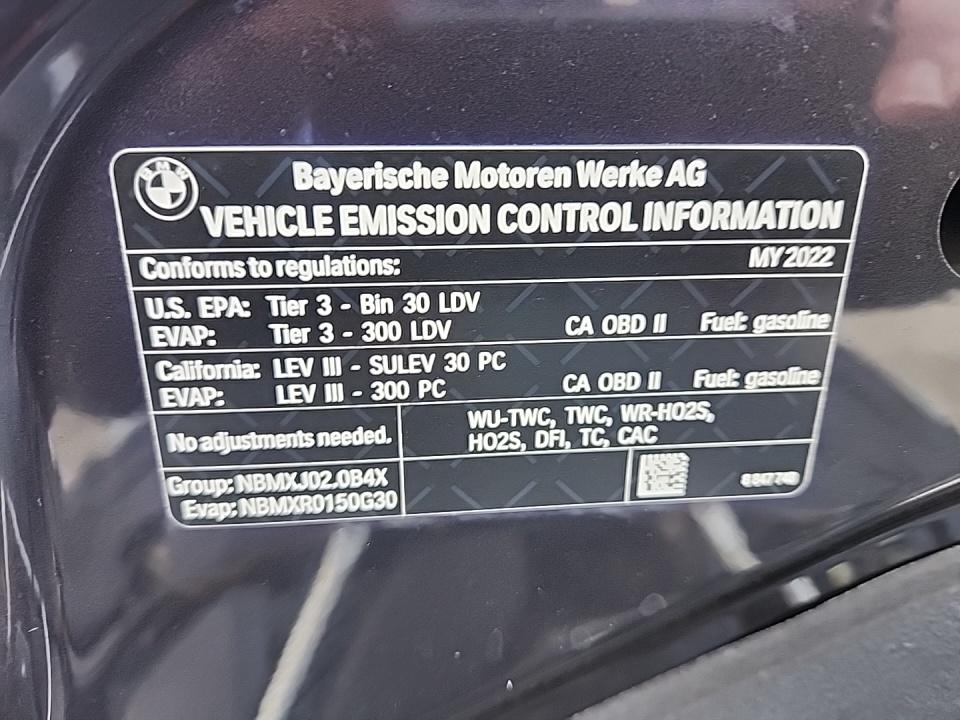 BMW
Bayerische Motoren Werke AG
VEHICLE EMISSION CONTROL INFORMATION
Conforms to regulations: MY 2022
U.S. EPA: Tier 3 - Bin 30 LDV
EVAP: Tier 3 - 300 LDV CA OBD II Fuel: gasoline
California: LEV III - SULEV 30 PC
EVAP: LEV III - 300 PC CA OBD II Fuel: gasoline
No adjustments needed.
WU-TWC, TWC, WR-HO2S,
HO2S, DFI, TC, CAC
Group: NBMXJ02.0B4X
Evap: NBMXR0150G30